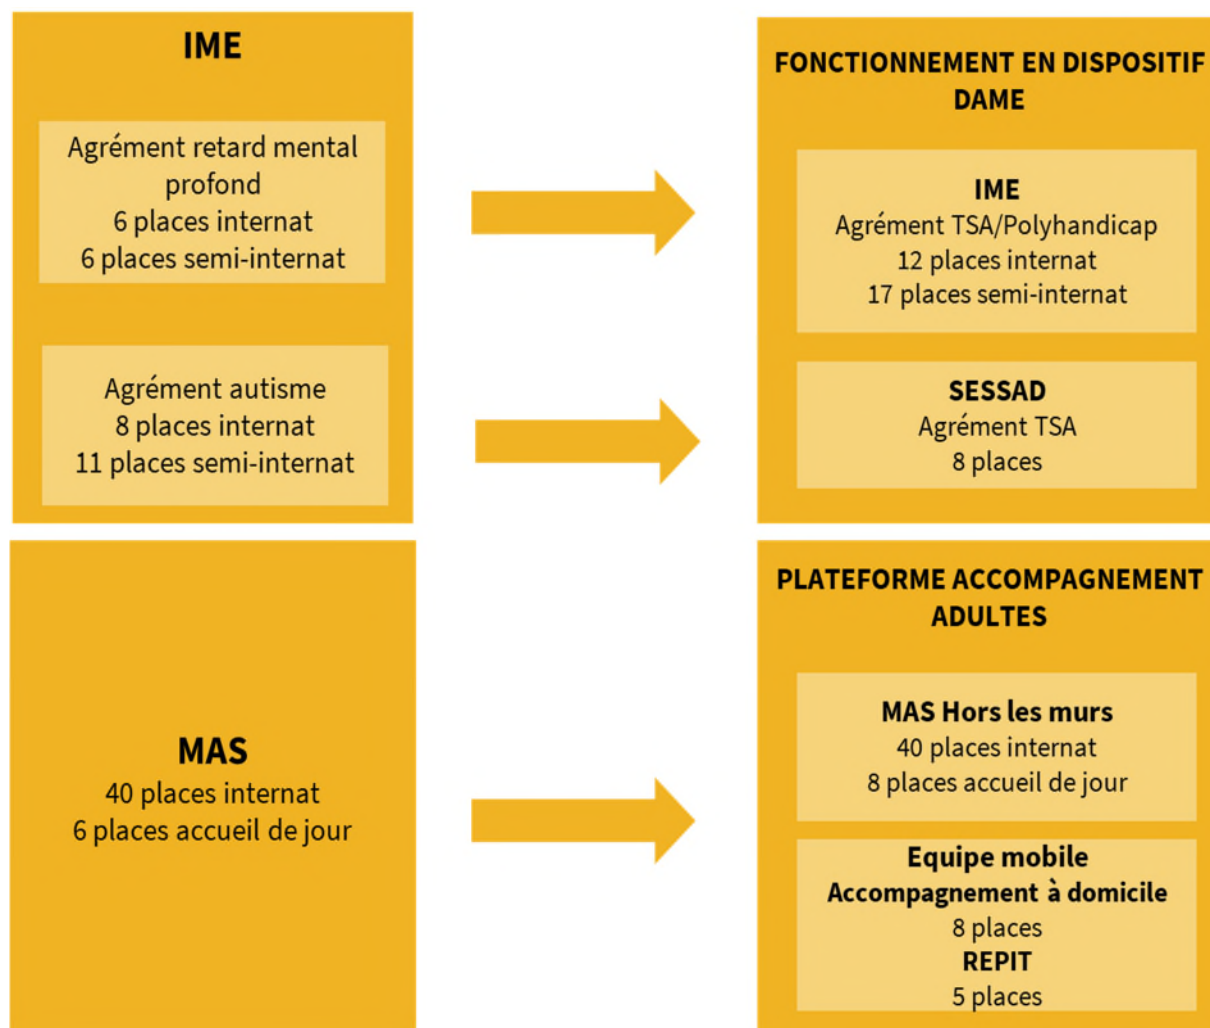 IME
Agrément retard mental
profond
6 places internat
6 places semi-internat
Agrément autisme
8 places internat
11 places semi-internat
FONCTIONNEMENT EN DISPOSITIF
DAME
IME
Agrément TSA/Polyhandicap
12 places internat
17 places semi-internat
SESSAD
Agrément TSA
8 places
MAS
40 places internat
6 places accueil de jour
PLATEFORME ACCOMPAGNEMENT
ADULTES
MAS Hors les murs
40 places internat
8 places accueil de jour
Equipe mobile
Accompagnement à domicile
8 places
REPIT
5 places